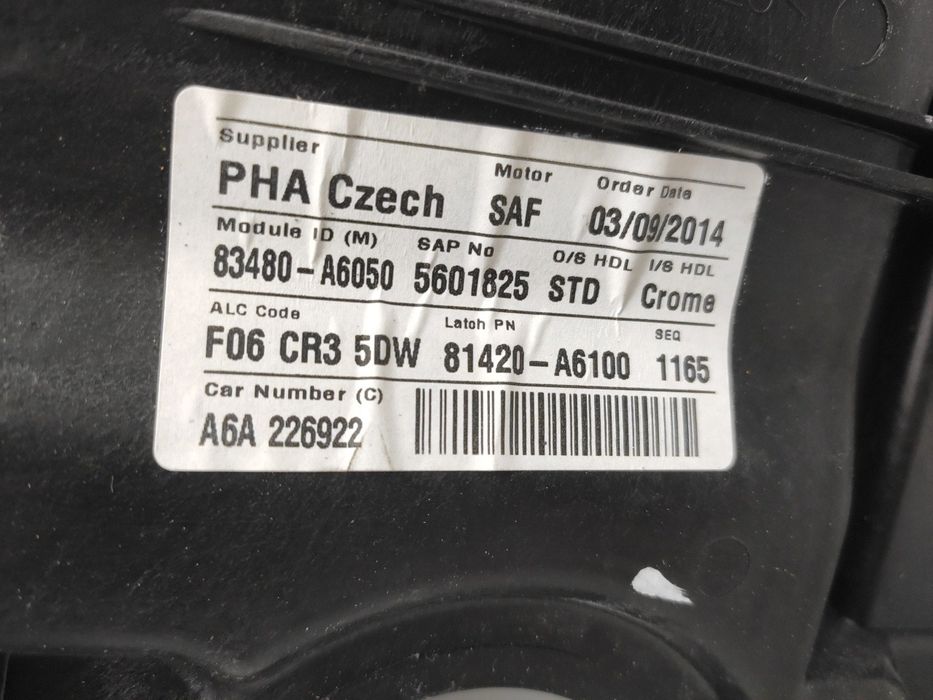 Supplier Motor Order Date
PHA Czech SAF 03/09/2014
Module ID (M) SAP No O/S HDL I/S HDL
83480-A6050 5601825 STD Crome
ALC Code Latch PN SEQ
F06 CR3 5DW 81420-A6100 1165
Car Number (C)
A6A 226922